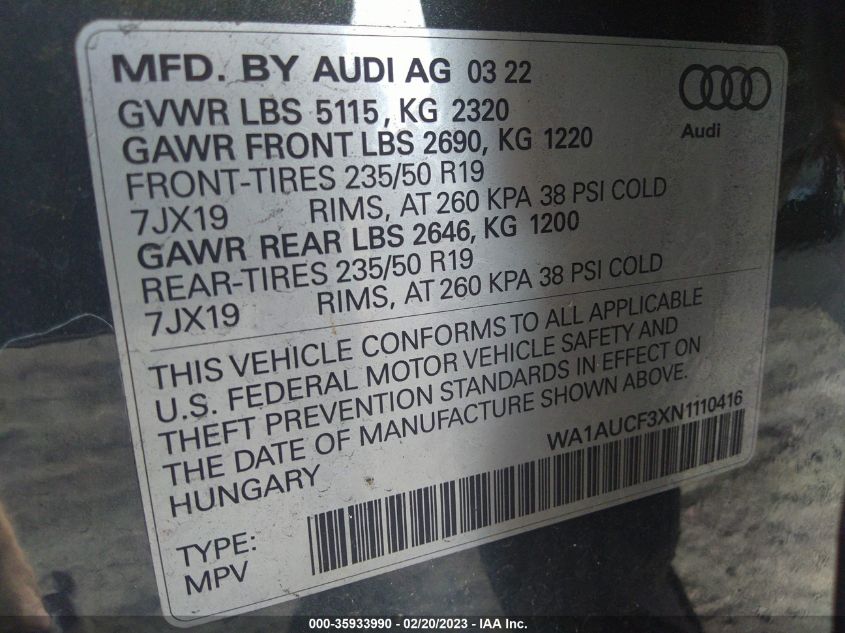 MFD. BY AUDI AG 03 22
Audi
GVWR LBS 5115, KG 2320
GAWR FRONT LBS 2690, KG 1220
FRONT-TIRES 235/50 R19
7JX19 RIMS, AT 260 KPA 38 PSI COLD
GAWR REAR LBS 2646, KG 1200
REAR-TIRES 235/50 R19
7JX19 RIMS, AT 260 KPA 38 PSI COLD
THIS VEHICLE CONFORMS TO ALL APPLICABLE
U.S. FEDERAL MOTOR VEHICLE SAFETY AND
THEFT PREVENTION STANDARDS IN EFFECT ON
THE DATE OF MANUFACTURE SHOWN ABOVE.
HUNGARY WA1AUCF3XN1110416
TYPE:
MPV
000-35933990 - 02/20/2023 - IAA Inc.